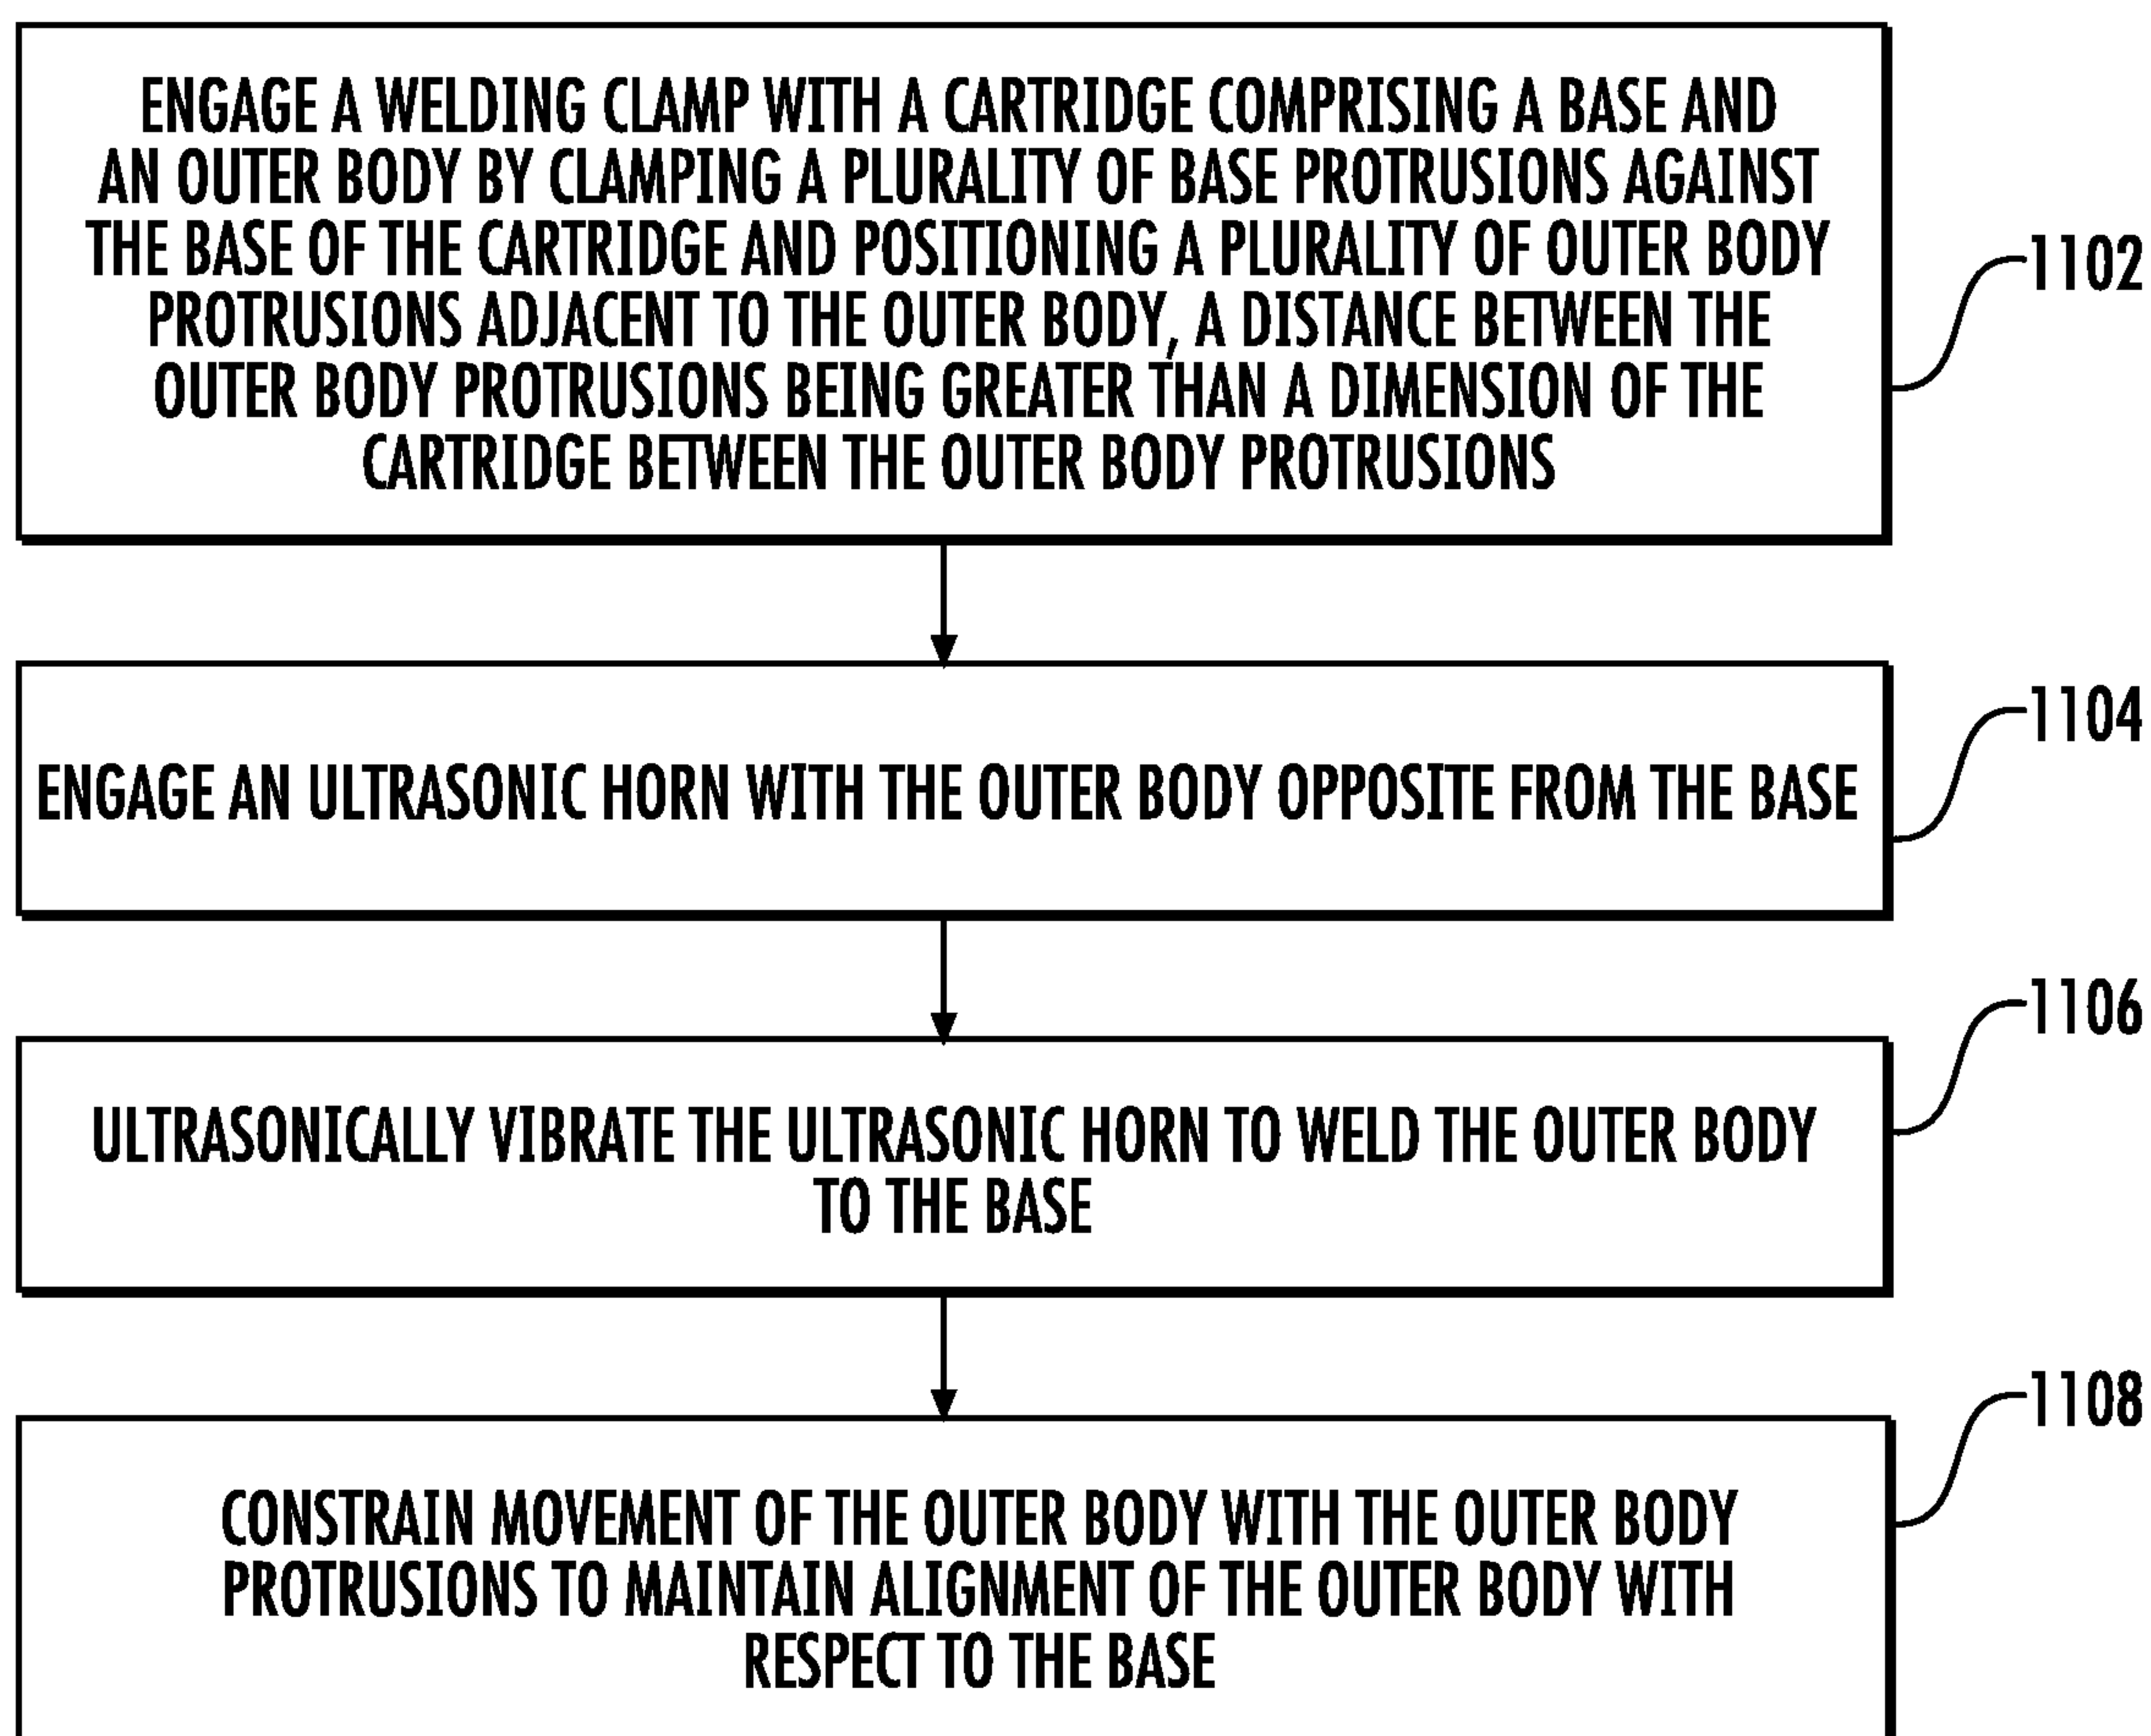 ENGAGE A WELDING CLAMP WITH A CARTRIDGE COMPRISING A BASE AND
AN OUTER BODY BY CLAMPING A PLURALITY OF BASE PROTRUSIONS AGAINST
THE BASE OF THE CARTRIDGE AND POSITIONING A PLURALITY OF OUTER BODY
PROTRUSIONS ADJACENT TO THE OUTER BODY, A DISTANCE BETWEEN THE
OUTER BODY PROTRUSIONS BEING GREATER THAN A DIMENSION OF THE
CARTRIDGE BETWEEN THE OUTER BODY PROTRUSIONS
1102
ENGAGE AN ULTRASONIC HORN WITH THE OUTER BODY OPPOSITE FROM THE BASE
1104
ULTRASONICALLY VIBRATE THE ULTRASONIC HORN TO WELD THE OUTER BODY
TO THE BASE
1106
CONSTRAIN MOVEMENT OF THE OUTER BODY WITH THE OUTER BODY
PROTRUSIONS TO MAINTAIN ALIGNMENT OF THE OUTER BODY WITH
RESPECT TO THE BASE
1108